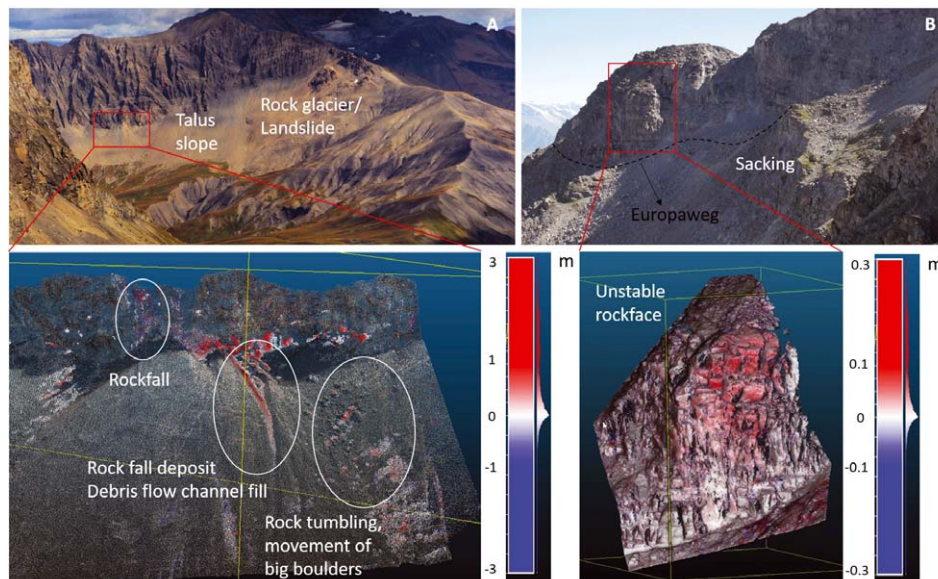 A
Talus
slope
Rock glacier/
Landslide
B
Sacking
Europaweg
Rockfall
Rock fall deposit
Debris flow channel fill
Rock tumbling,
movement of
big boulders
3
m
1
0
-1
-3
Unstable
rockface
0.3
m
0.1
0
-0.1
-0.3